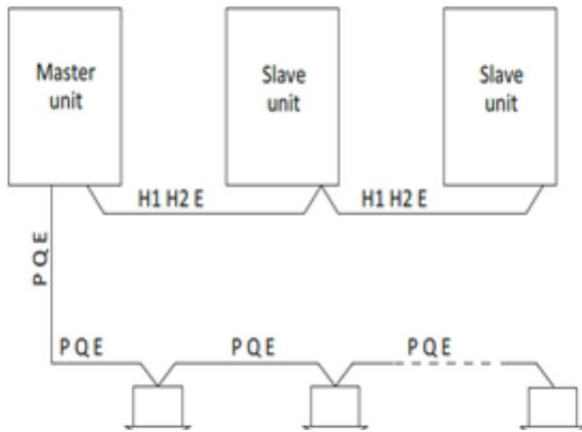 Master
unit
Slave
unit
Slave
unit
H1 H2 E
H1 H2 E
P Q E
P Q E
P Q E
P Q E